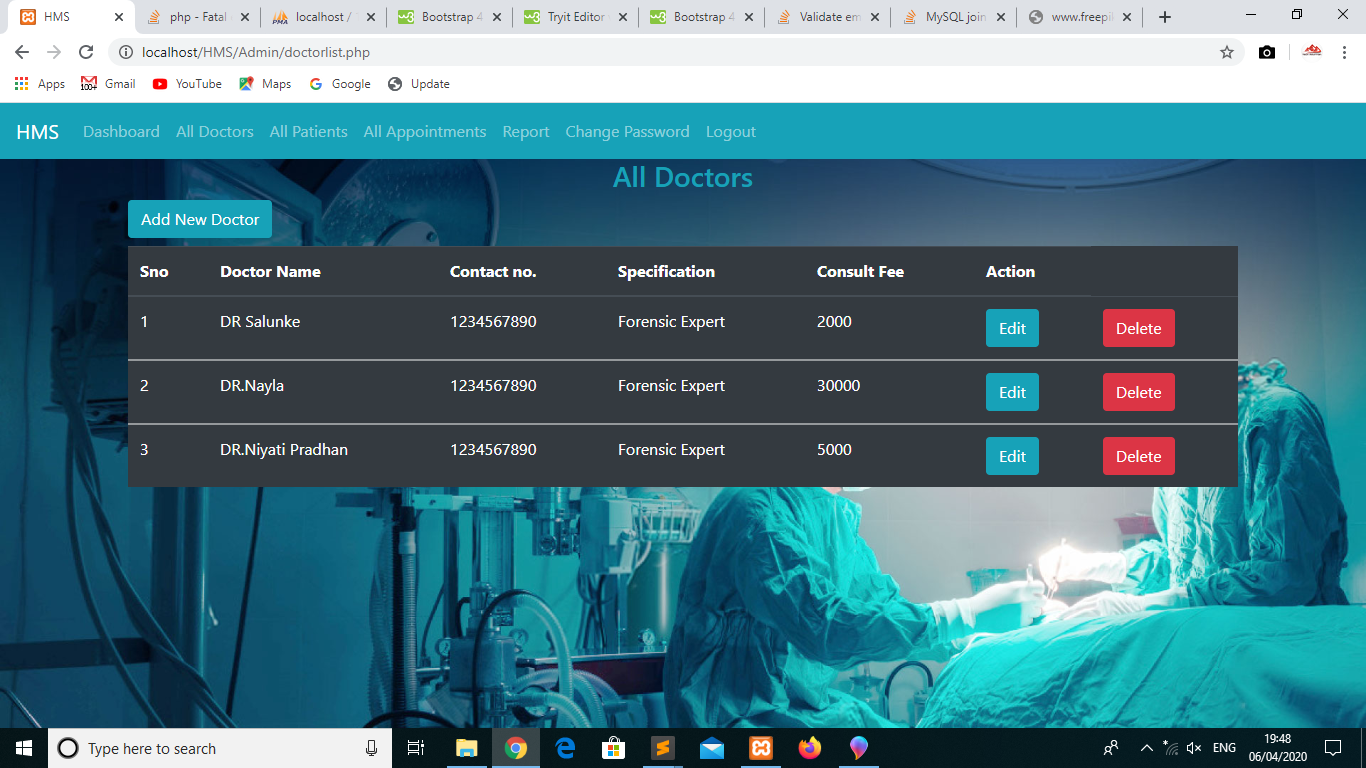 HMS
php - Fatal
localhost /
Bootstrap 4
Tryit Editor
Bootstrap 4
Validate em
MySQL join
www.freepi
localhost/HMS/Admin/doctorlist.php
Apps Gmail YouTube Maps Google Update
HMS Dashboard All Doctors All Patients All Appointments Report Change Password Logout
All Doctors
Add New Doctor
Sno Doctor Name Contact no. Specification Consult Fee Action
1 DR Salunke 1234567890 Forensic Expert 2000 Edit Delete
2 DR.Nayla 1234567890 Forensic Expert 30000 Edit Delete
3 DR.Niyati Pradhan 1234567890 Forensic Expert 5000 Edit Delete
Type here to search
ENG
19:48
06/04/2020